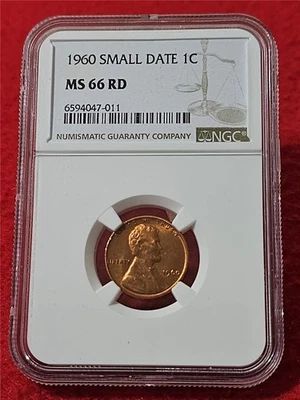 1960 SMALL DATE 1C
MS 66 RD
6594047-011
NUMISMATIC GUARANTY COMPANY
NGC®
LIBERTY
1960